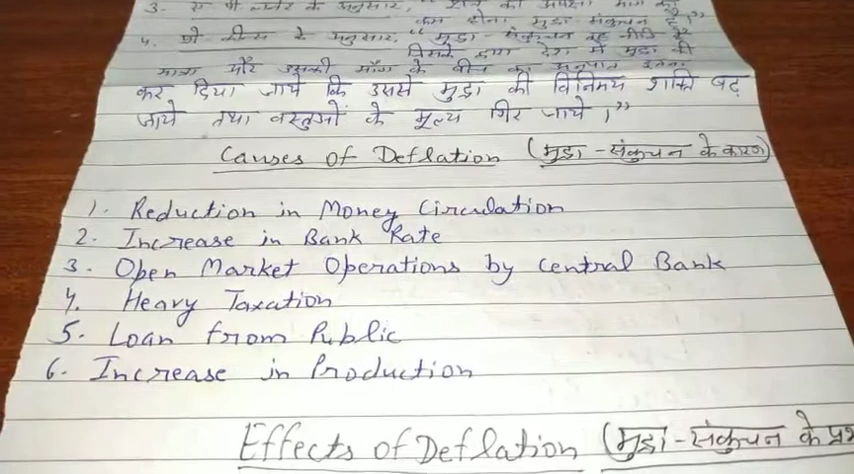 3. के अनुसार, "
कम होना मुद्रा संकुचन है।"
4. प्रो के अनुसार, "मुद्रा-संकुचन वह नीति है
जिसके द्वारा देश में मुद्रा की
मात्रा और उसकी माँग के बीच का अनुपात इतना
कर दिया जाये कि उससे मुद्रा की विनिमय शक्ति बढ़
जाये तथा वस्तुओं के मूल्य गिर जाये।"
Causes of Deflation (मुद्रा-संकुचन के कारण)
1. Reduction in Money Circulation
2. Increase in Bank Rate
3. Open Market Operations by Central Bank
4. Heavy Taxation
5. Loan from Public
6. Increase in Production
Effects of Deflation (मुद्रा-संकुचन के